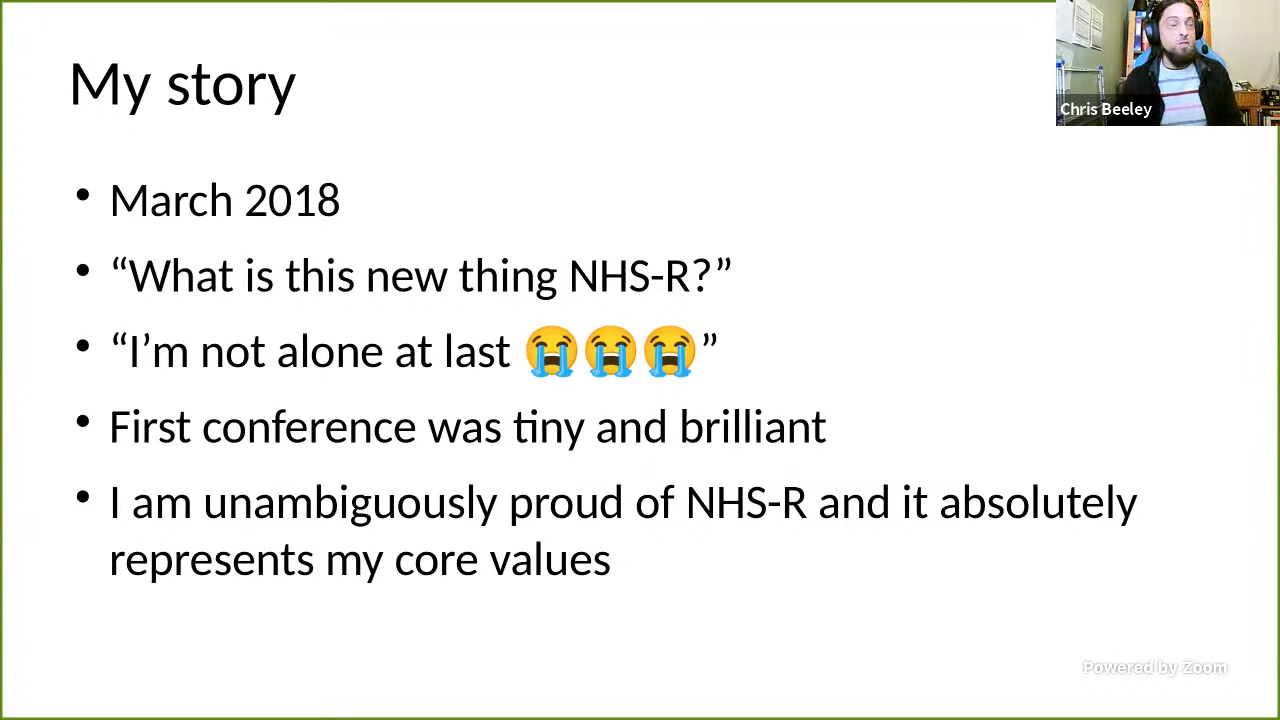 My story
Chris Beeley
• March 2018
• “What is this new thing NHS-R?”
• “I’m not alone at last 😭😭😭”
• First conference was tiny and brilliant
• I am unambiguously proud of NHS-R and it absolutely
represents my core values
Powered by Zoom